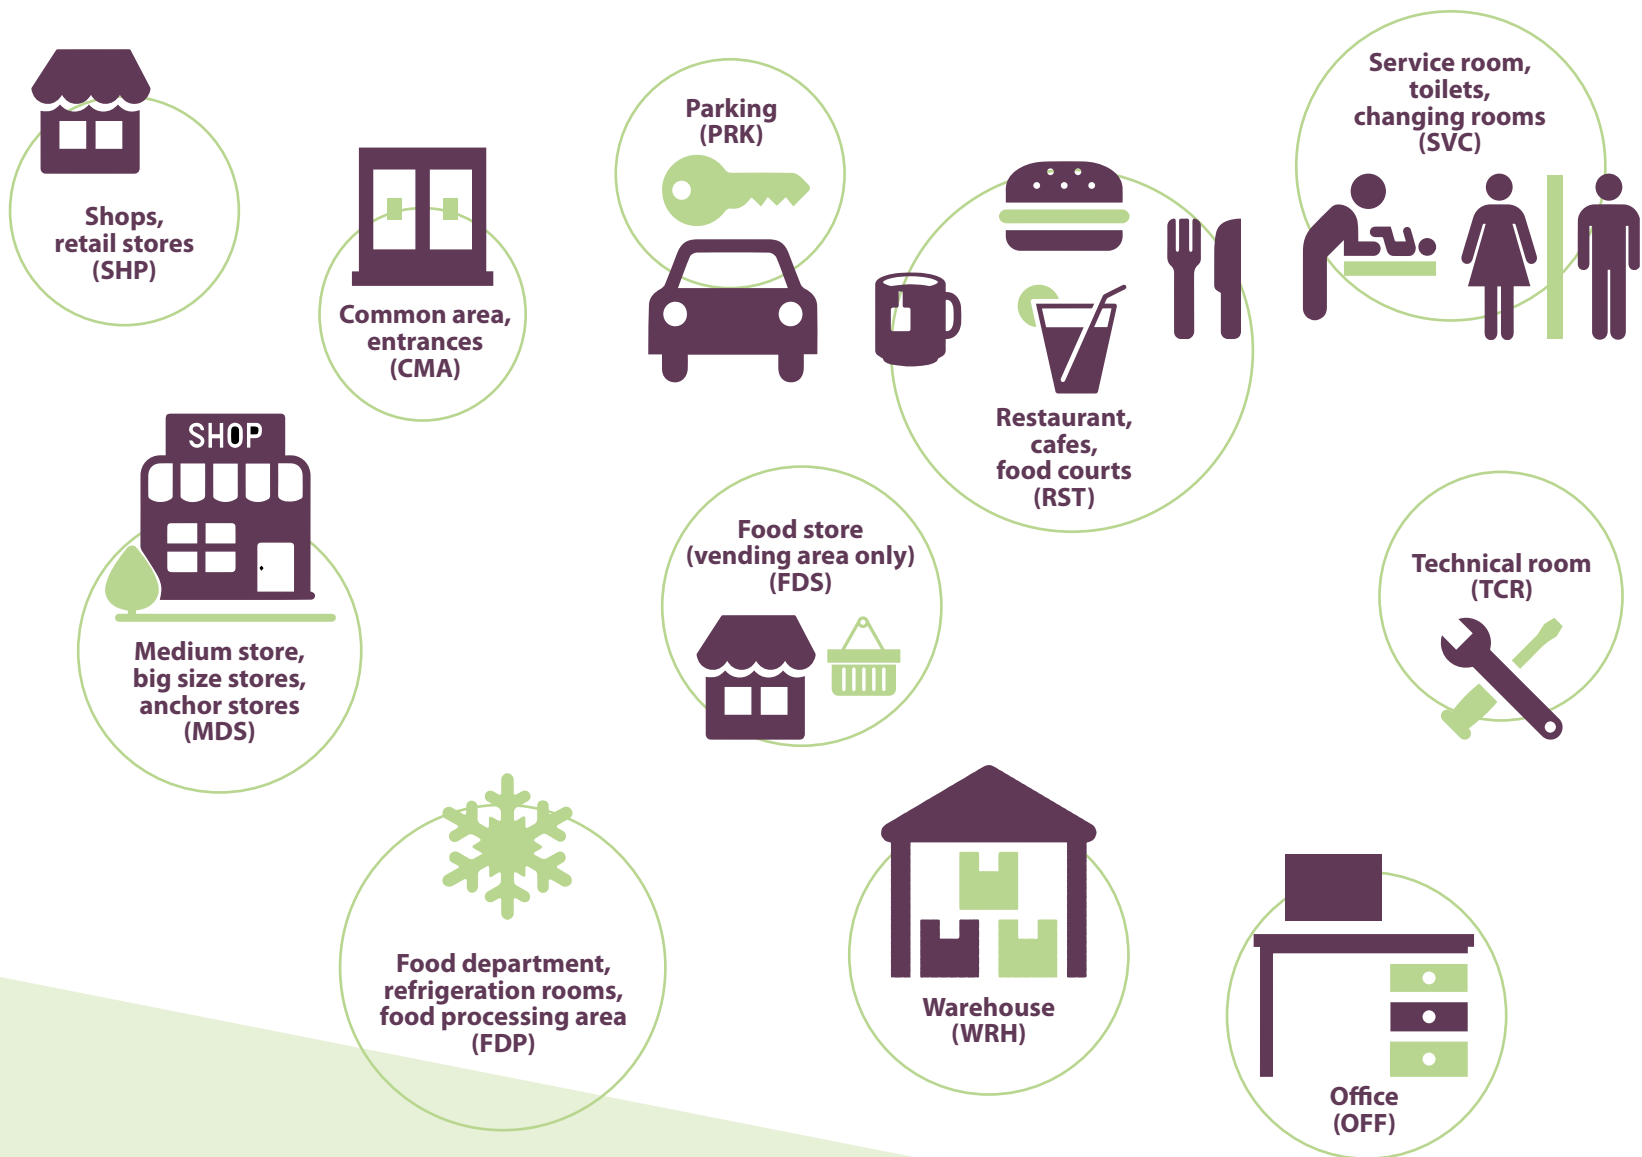 Shops,
retail stores
(SHP)
Common area,
entrances
(CMA)
Parking
(PRK)
Restaurant,
cafes,
food courts
(RST)
Service room,
toilets,
changing rooms
(SVC)
SHOP
Medium store,
big size stores,
anchor stores
(MDS)
Food store
(vending area only)
(FDS)
Technical room
(TCR)
Food department,
refrigeration rooms,
food processing area
(FDP)
Warehouse
(WRH)
Office
(OFF)